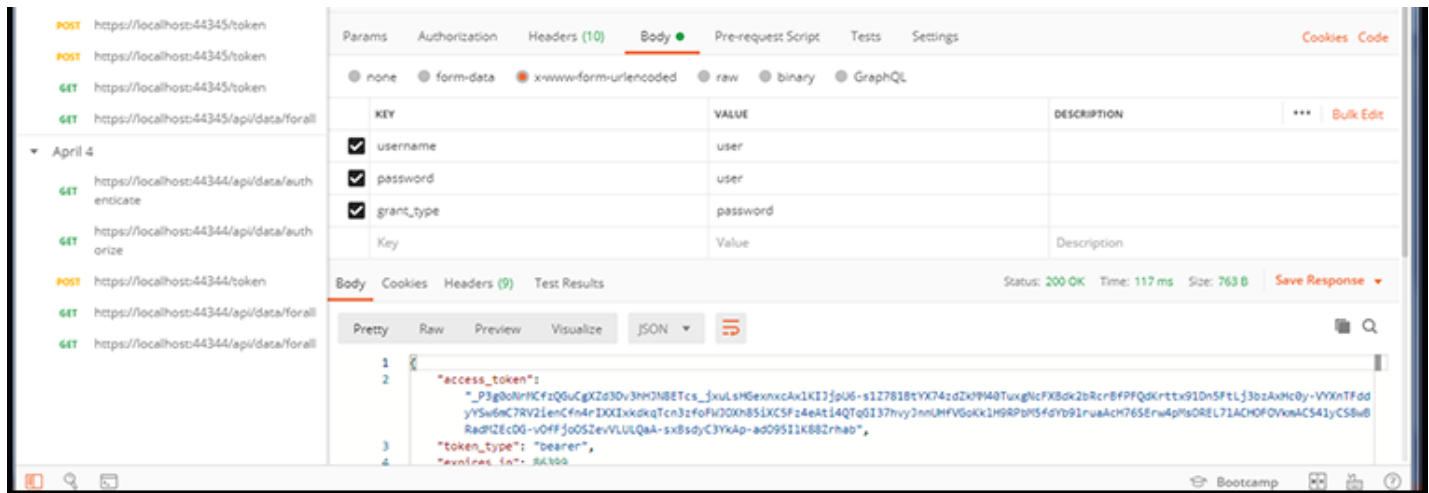 POST https://localhost:44345/token
POST https://localhost:44345/token
GET https://localhost:44345/token
GET https://localhost:44345/api/data/forall
April 4
GET https://localhost:44344/api/data/auth
enticate
GET https://localhost:44344/api/data/auth
orize
POST https://localhost:44344/token
GET https://localhost:44344/api/data/forall
GET https://localhost:44344/api/data/forall
Params Authorization Headers (10) Body Pre-request Script Tests Settings Cookies Code
none form-data x-www-form-urlencoded raw binary GraphQL
KEY VALUE DESCRIPTION ••• Bulk Edit
username user
password user
grant_type password
Key Value Description
Body Cookies Headers (9) Test Results Status: 200 OK Time: 117 ms Size: 763 B Save Response
Pretty Raw Preview Visualize JSON
1 {
2 "access_token":
3 "token_type": "bearer",
4 "expires_in": 86399
Bootcamp